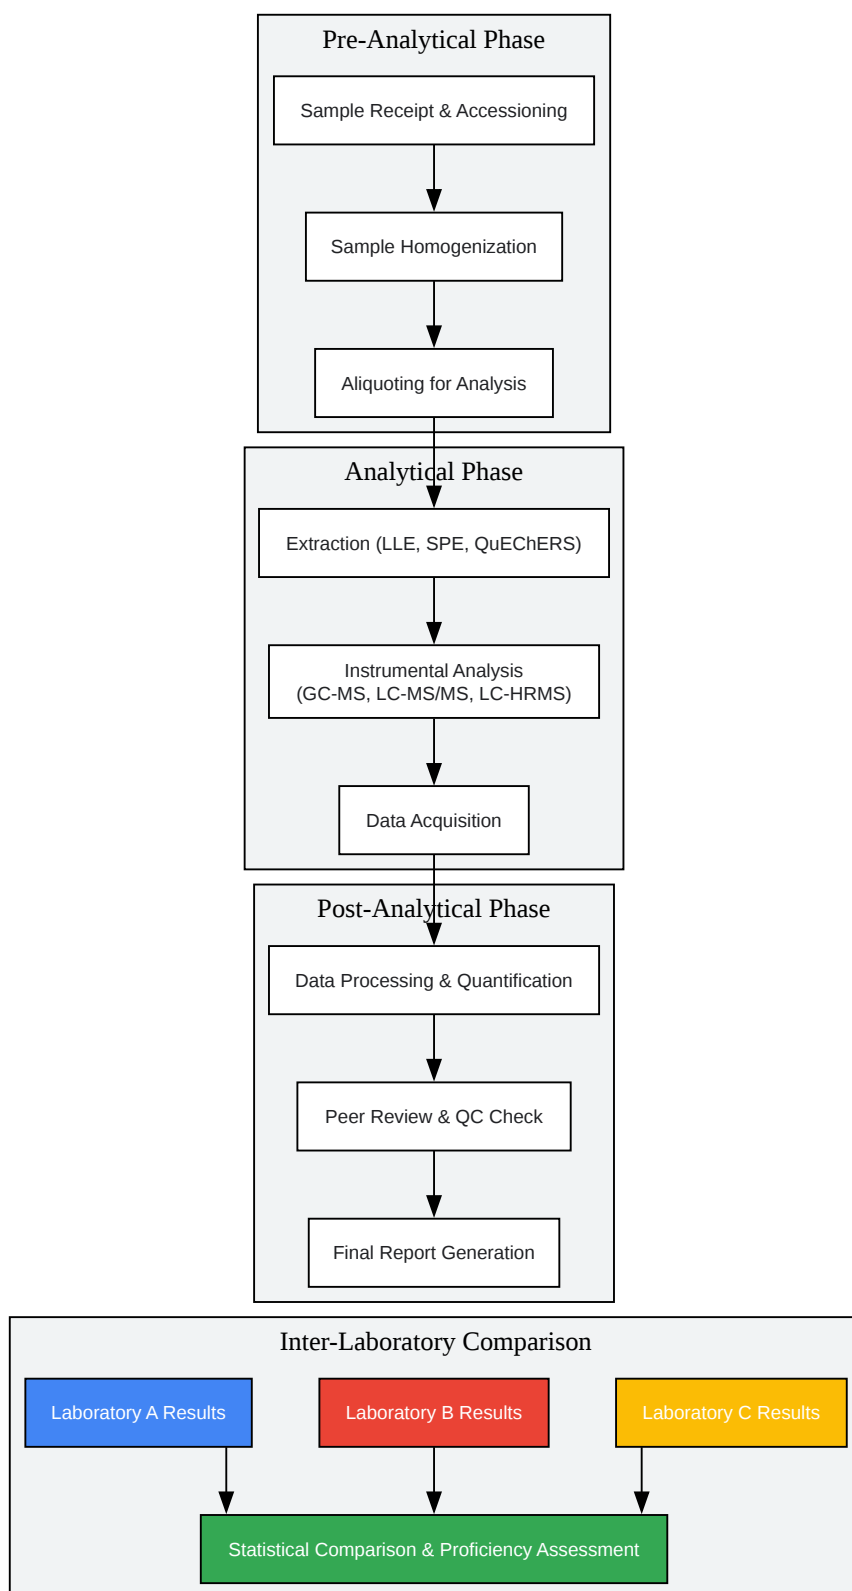 Pre-Analytical Phase
Sample Receipt & Accessioning
Sample Homogenization
Aliquoting for Analysis
Analytical Phase
Extraction (LLE, SPE, QuEChERS)
Instrumental Analysis
(GC-MS, LC-MS/MS, LC-HRMS)
Data Acquisition
Post-Analytical Phase
Data Processing & Quantification
Peer Review & QC Check
Final Report Generation
Inter-Laboratory Comparison
Laboratory A Results
Laboratory B Results
Laboratory C Results
Statistical Comparison & Proficiency Assessment